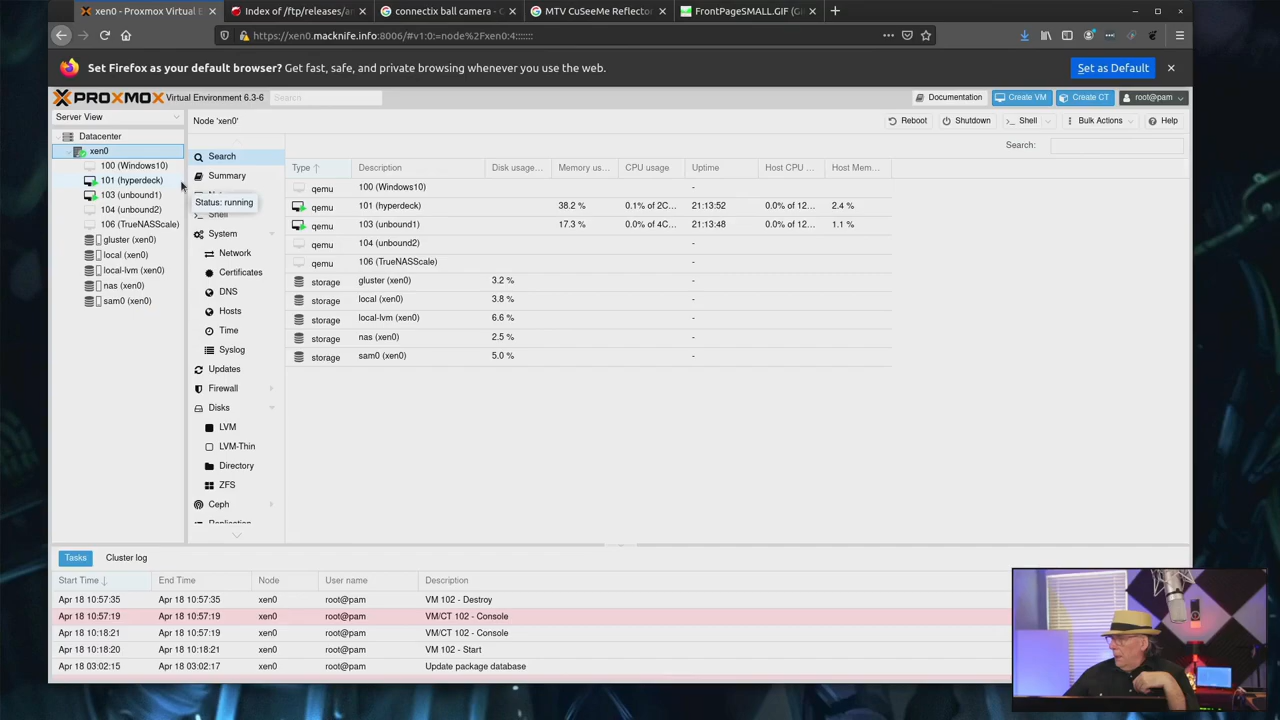 xen0 - Proxmox Virtual E
Index of /ftp/releases/an
connectix ball camera - G
MTV CuSeeMe Reflector
FrontPageSMALL.GIF (GI
https://xen0.macknife.info:8006/#v1:0:=node%2Fxen0:4:::::::
Set Firefox as your default browser? Get fast, safe, and private browsing whenever you use the web.
Set as Default
PROXMOX Virtual Environment 6.3-6
Search
Documentation
Create VM
Create CT
root@pam
Server View
Node 'xen0'
Reboot
Shutdown
Shell
Bulk Actions
Help
Datacenter
xen0
100 (Windows10)
101 (hyperdeck)
103 (unbound1)
104 (unbound2)
106 (TrueNASScale)
gluster (xen0)
local (xen0)
local-lvm (xen0)
nas (xen0)
sam0 (xen0)
Status: running
Search
Summary
Shell
System
Network
Certificates
DNS
Hosts
Time
Syslog
Updates
Firewall
Disks
LVM
LVM-Thin
Directory
ZFS
Ceph
Replication
Search:
Type Description Disk usage... Memory us... CPU usage Uptime Host CPU ... Host Mem...
qemu 100 (Windows10) -
qemu 101 (hyperdeck) 38.2 % 0.1% of 2C... 21:13:52 0.0% of 12... 2.4 %
qemu 103 (unbound1) 17.3 % 0.0% of 4C... 21:13:48 0.0% of 12... 1.1 %
qemu 104 (unbound2) -
qemu 106 (TrueNASScale) -
storage gluster (xen0) 3.2 % -
storage local (xen0) 3.8 % -
storage local-lvm (xen0) 6.6 % -
storage nas (xen0) 2.5 % -
storage sam0 (xen0) 5.0 % -
Tasks
Cluster log
Start Time End Time Node User name Description
Apr 18 10:57:35 Apr 18 10:57:35 xen0 root@pam VM 102 - Destroy
Apr 18 10:57:19 Apr 18 10:57:19 xen0 root@pam VM/CT 102 - Console
Apr 18 10:18:21 Apr 18 10:57:19 xen0 root@pam VM/CT 102 - Console
Apr 18 10:18:20 Apr 18 10:18:21 xen0 root@pam VM 102 - Start
Apr 18 03:02:15 Apr 18 03:02:17 xen0 root@pam Update package database